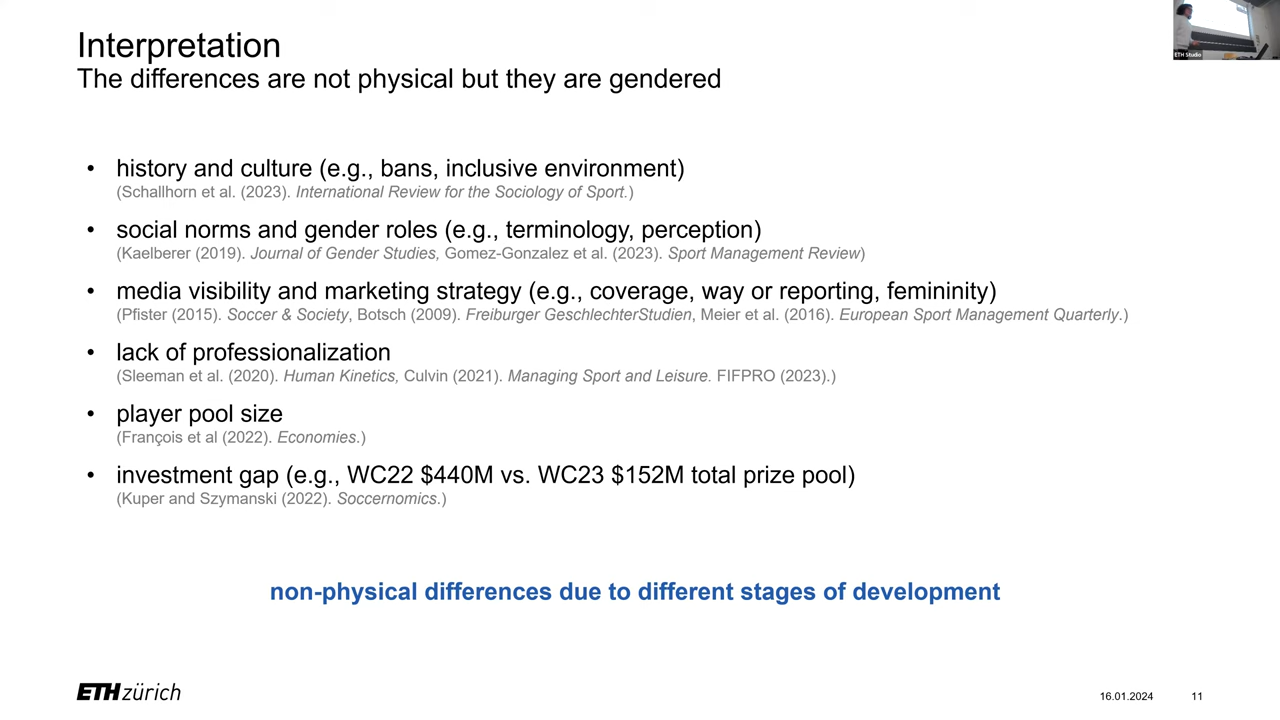 Interpretation
The differences are not physical but they are gendered
ETH Studio
• history and culture (e.g., bans, inclusive environment)
(Schallhorn et al. (2023). International Review for the Sociology of Sport.)
• social norms and gender roles (e.g., terminology, perception)
(Kaelberer (2019). Journal of Gender Studies, Gomez-Gonzalez et al. (2023). Sport Management Review)
• media visibility and marketing strategy (e.g., coverage, way or reporting, femininity)
(Pfister (2015). Soccer & Society, Botsch (2009). Freiburger GeschlechterStudien, Meier et al. (2016). European Sport Management Quarterly.)
• lack of professionalization
(Sleeman et al. (2020). Human Kinetics, Culvin (2021). Managing Sport and Leisure. FIFPRO (2023).)
• player pool size
(François et al (2022). Economies.)
• investment gap (e.g., WC22 $440M vs. WC23 $152M total prize pool)
(Kuper and Szymanski (2022). Soccernomics.)
non-physical differences due to different stages of development
ETH zürich
16.01.2024 11